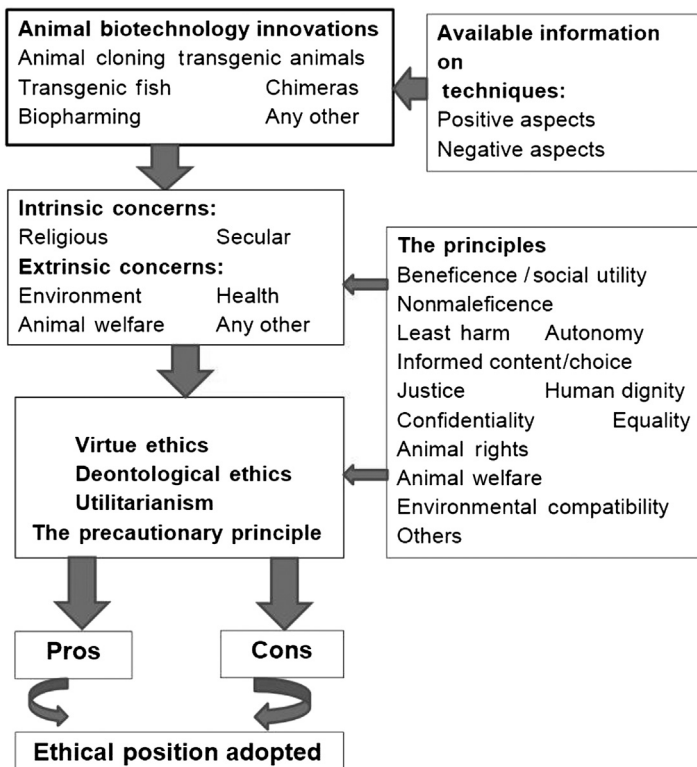 Animal biotechnology innovations
Animal cloning transgenic animals
Transgenic fish Chimeras
Biopharming Any other
Available information
on
techniques:
Positive aspects
Negative aspects
Intrinsic concerns:
Religious Secular
Extrinsic concerns:
Environment Health
Animal welfare Any other
The principles
Beneficence / social utility
Nonmaleficence
Least harm Autonomy
Informed content/choice
Justice Human dignity
Confidentiality Equality
Animal rights
Animal welfare
Environmental compatibility
Others
Virtue ethics
Deontological ethics
Utilitarianism
The precautionary principle
Pros Cons
Ethical position adopted